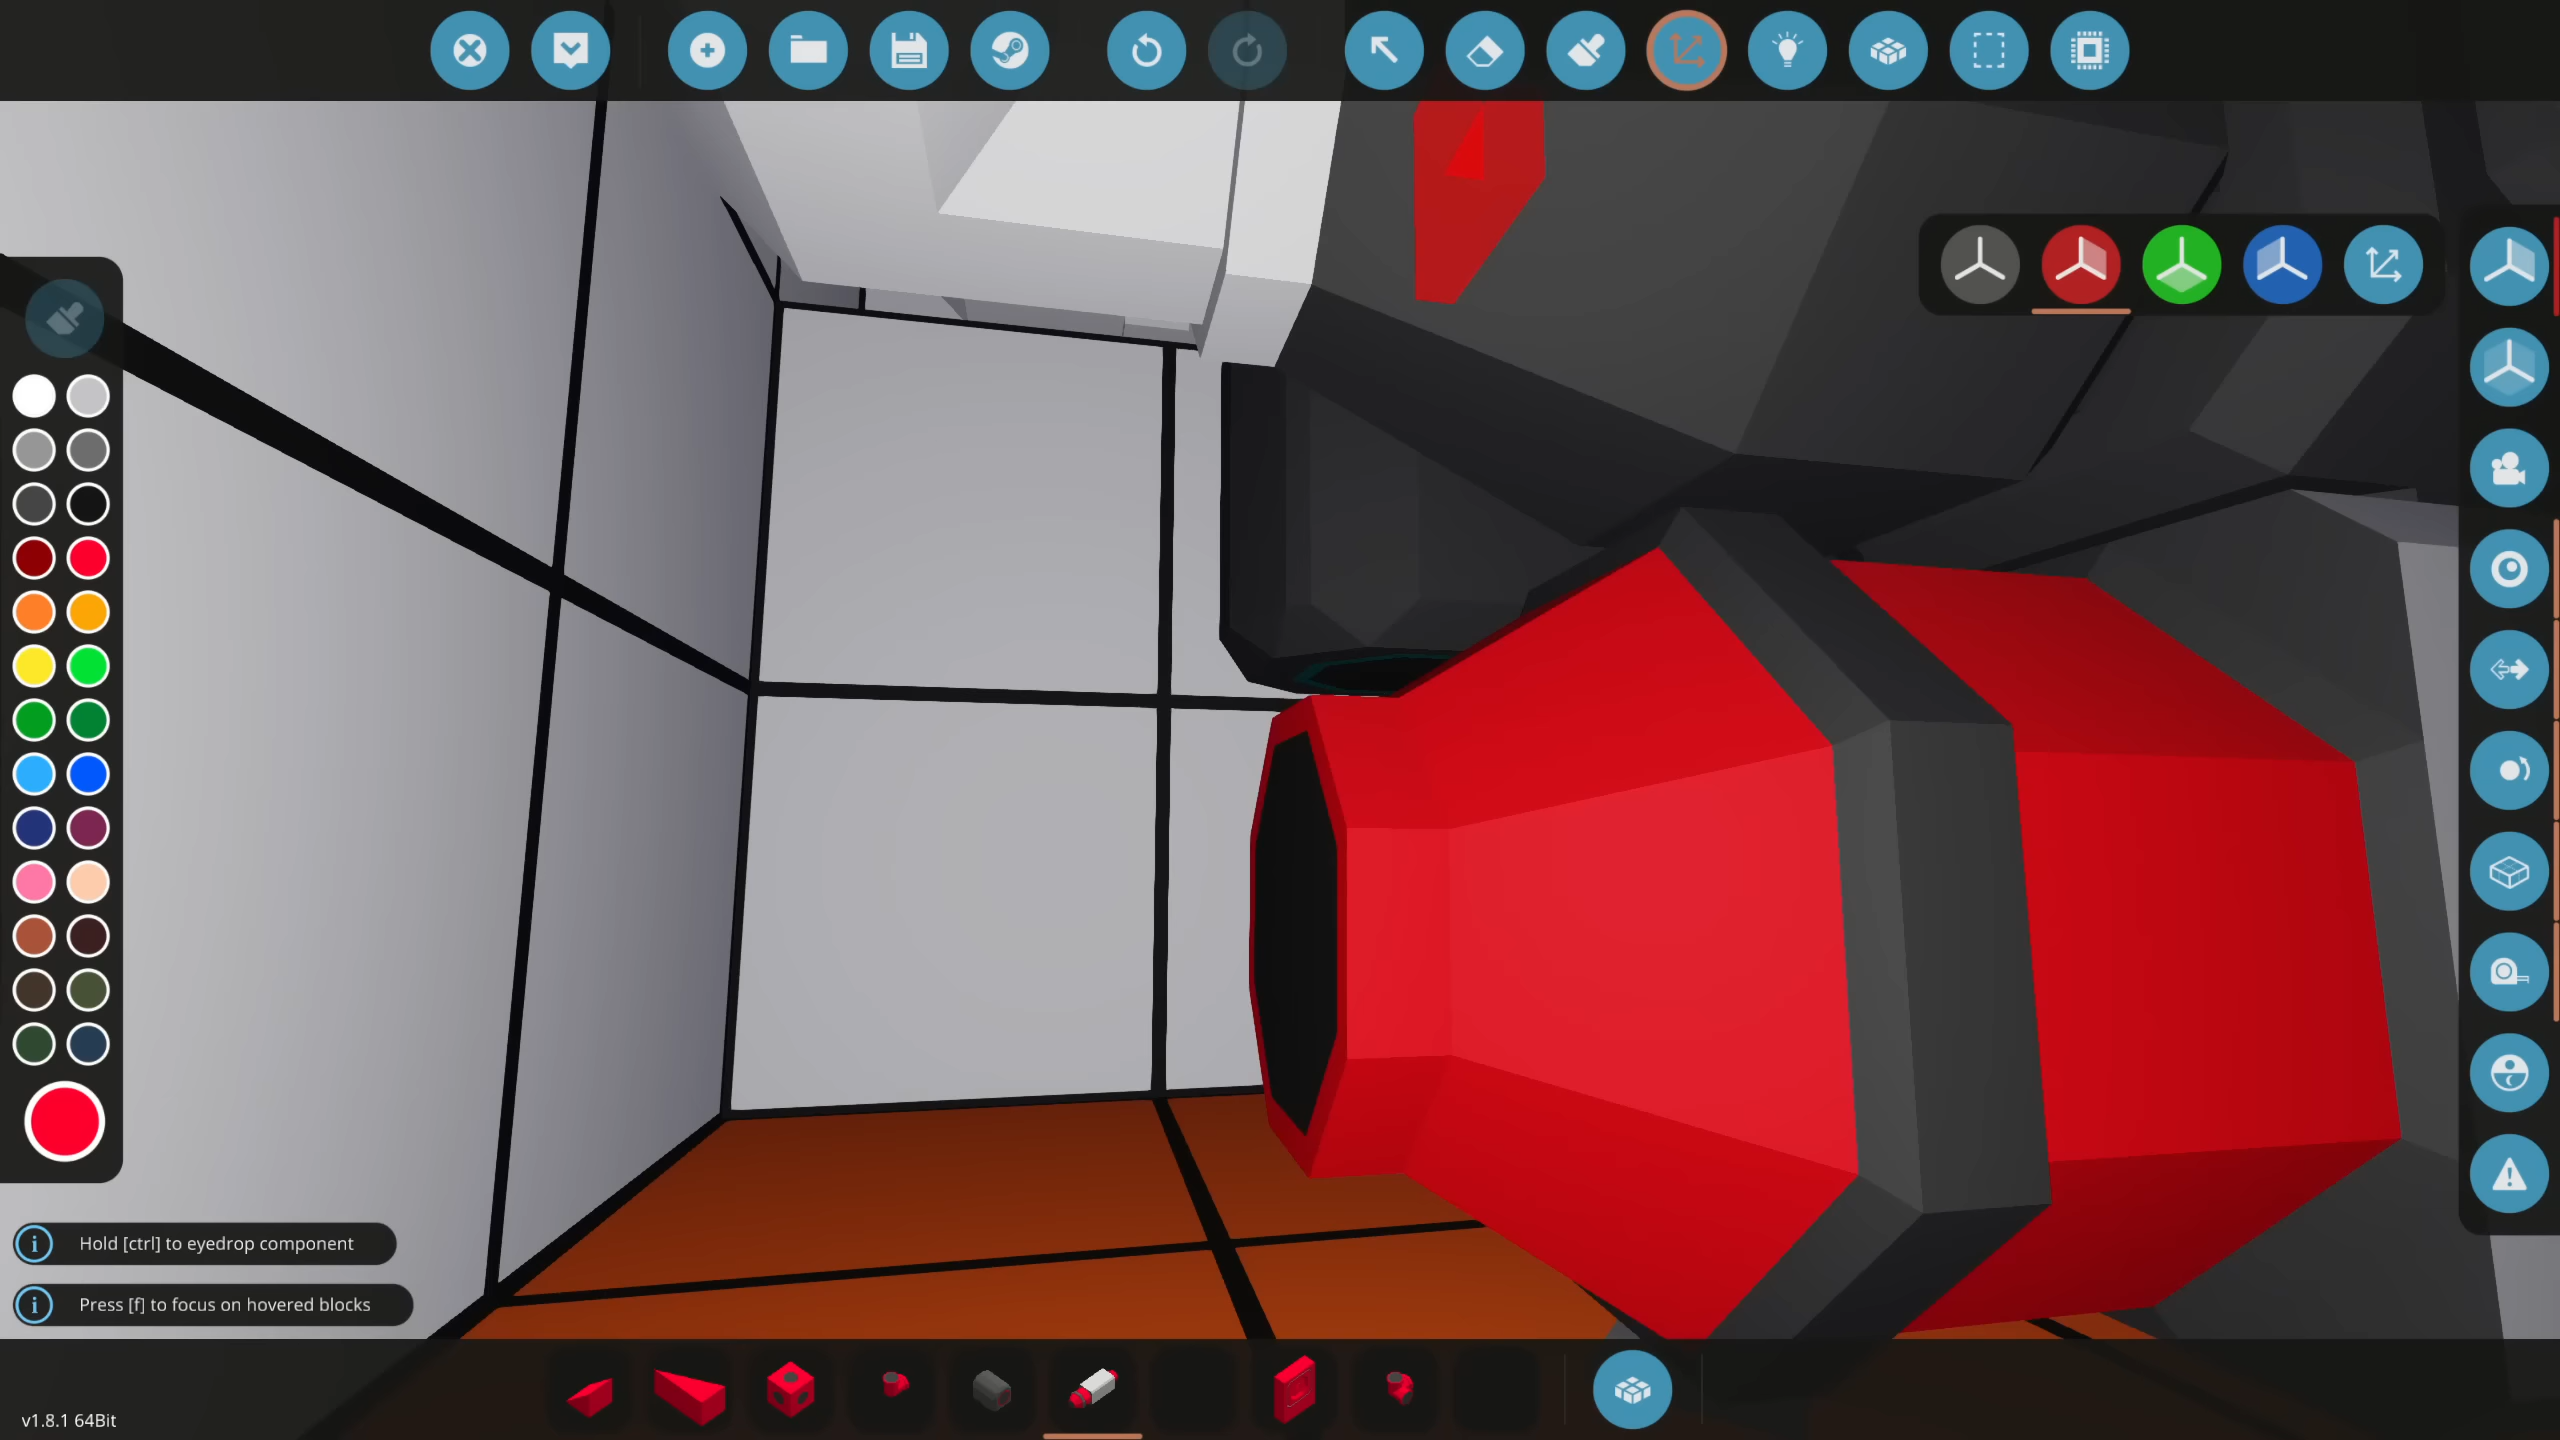 Hold [ctrl] to eyedrop component
Press [f] to focus on hovered blocks
v1.8.1 64Bit